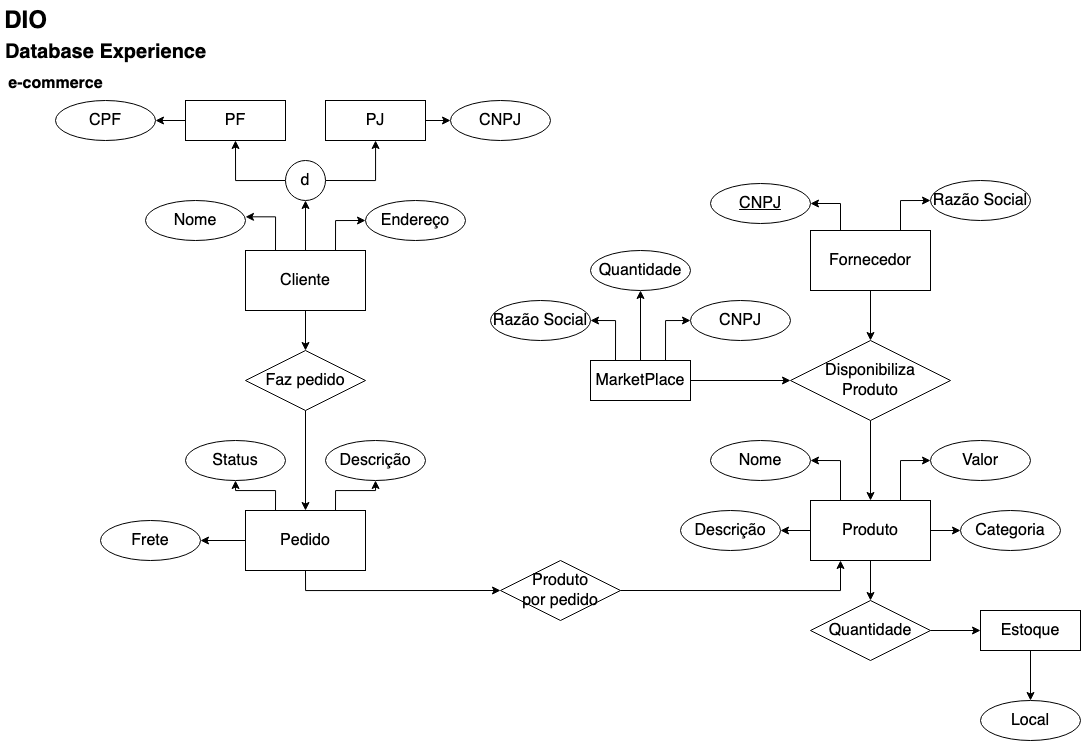 DIO
Database Experience
e-commerce
CPF
PF
PJ
CNPJ
d
Nome
Endereço
Cliente
CNPJ
Razão Social
Fornecedor
Quantidade
Razão Social
CNPJ
MarketPlace
Faz pedido
Disponibiliza
Produto
Status
Descrição
Nome
Valor
Frete
Pedido
Descrição
Produto
Categoria
Produto
por pedido
Quantidade
Estoque
Local